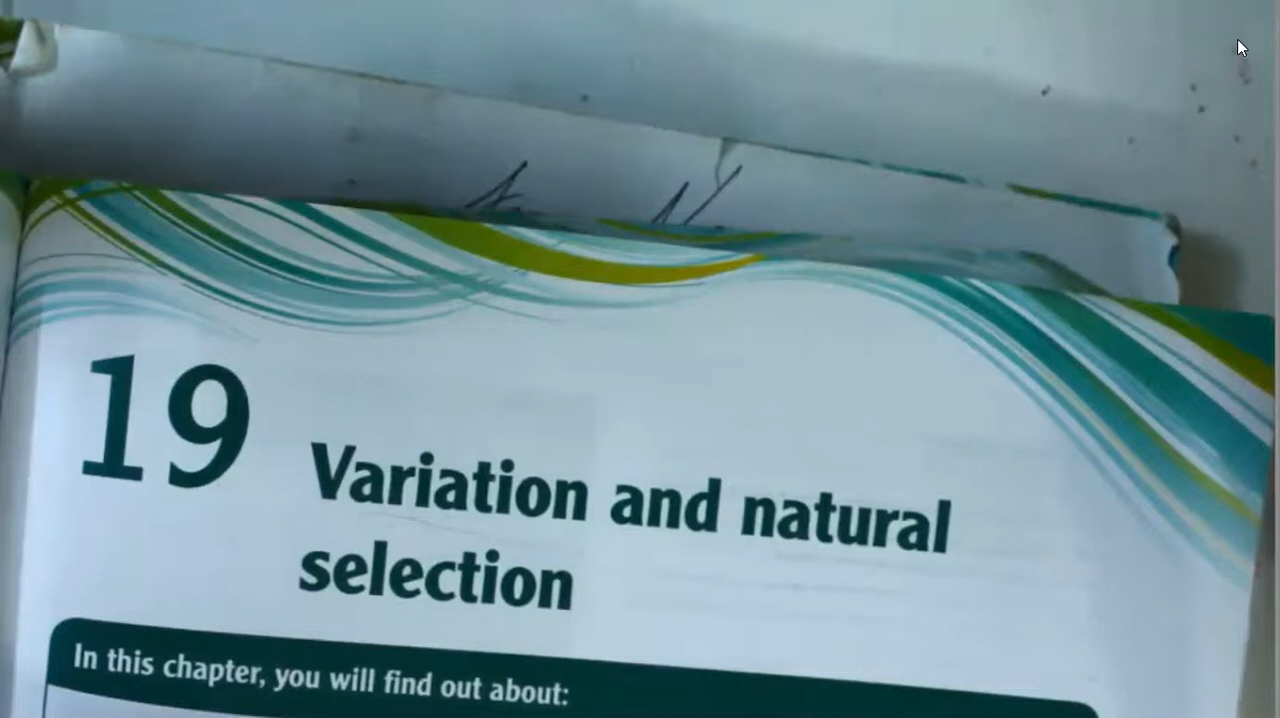 19
Variation and natural
selection
In this chapter, you will find out about: